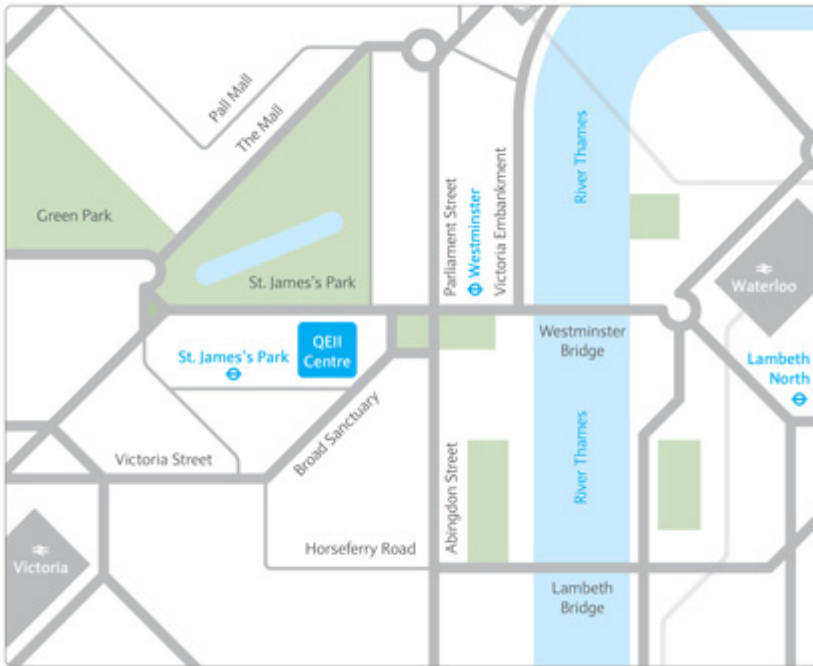 Pall Mall
The Mall
River Thames
Green Park
Parliament Street
Westminster
Victoria Embankment
St. James's Park
Waterloo
Westminster
Bridge
QEII
Centre
St. James's Park
Lambeth
North
Broad Sanctuary
Victoria Street
River Thames
Abingdon Street
Horseferry Road
Victoria
Lambeth
Bridge